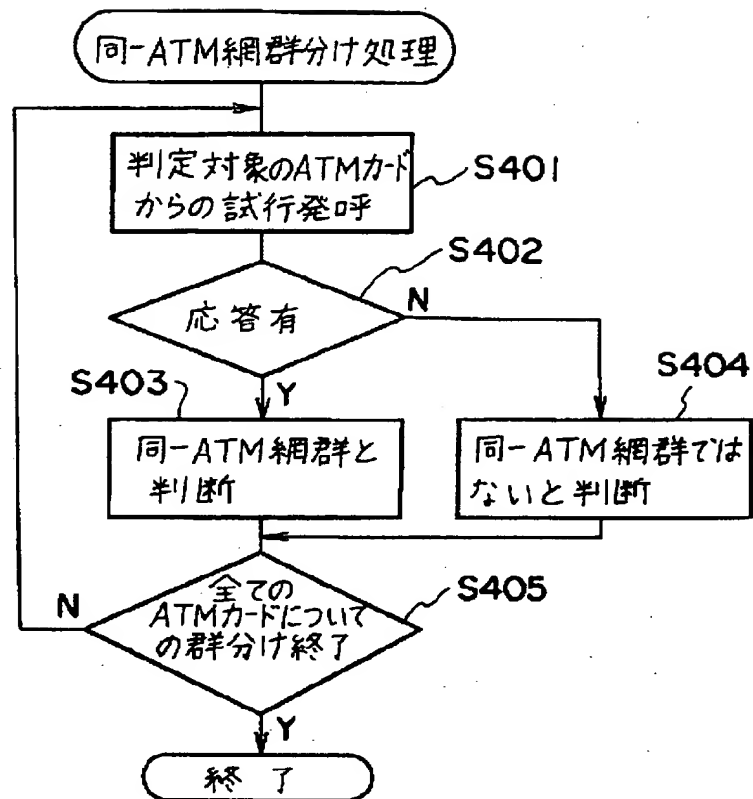 同一ATM網群分け処理
判定対象のATMカード
からの試行発呼
S401
S402
応答有
N
Y
S403
同一ATM網群と
判断
S404
同一ATM網群では
ないと判断
全ての
ATMカードについて
の群分け終了
S405
N
Y
終了